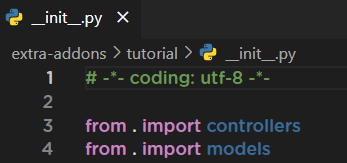 __init__.py
extra-addons > tutorial > __init__.py
1 # -*- coding: utf-8 -*-
2
3 from . import controllers
4 from . import models